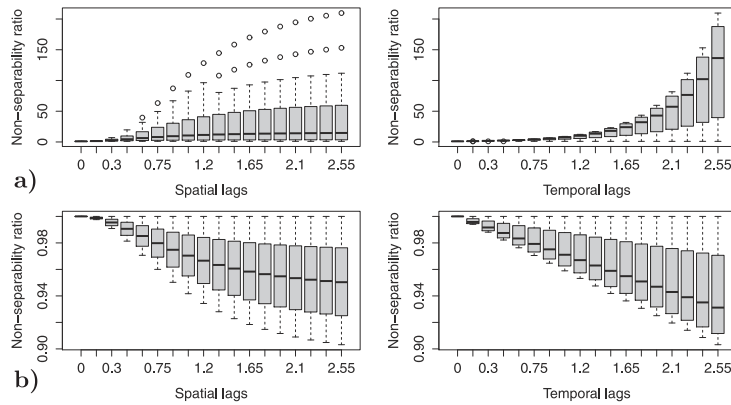 Non−separability ratio
150
50
0
0 0.3 0.75 1.2 1.65 2.1 2.55
Spatial lags
a)
Non−separability ratio
150
50
0
0 0.3 0.75 1.2 1.65 2.1 2.55
Temporal lags
Non−separability ratio
0.98
0.94
0.90
0 0.3 0.75 1.2 1.65 2.1 2.55
Spatial lags
b)
Non−separability ratio
0.98
0.94
0.90
0 0.3 0.75 1.2 1.65 2.1 2.55
Temporal lags